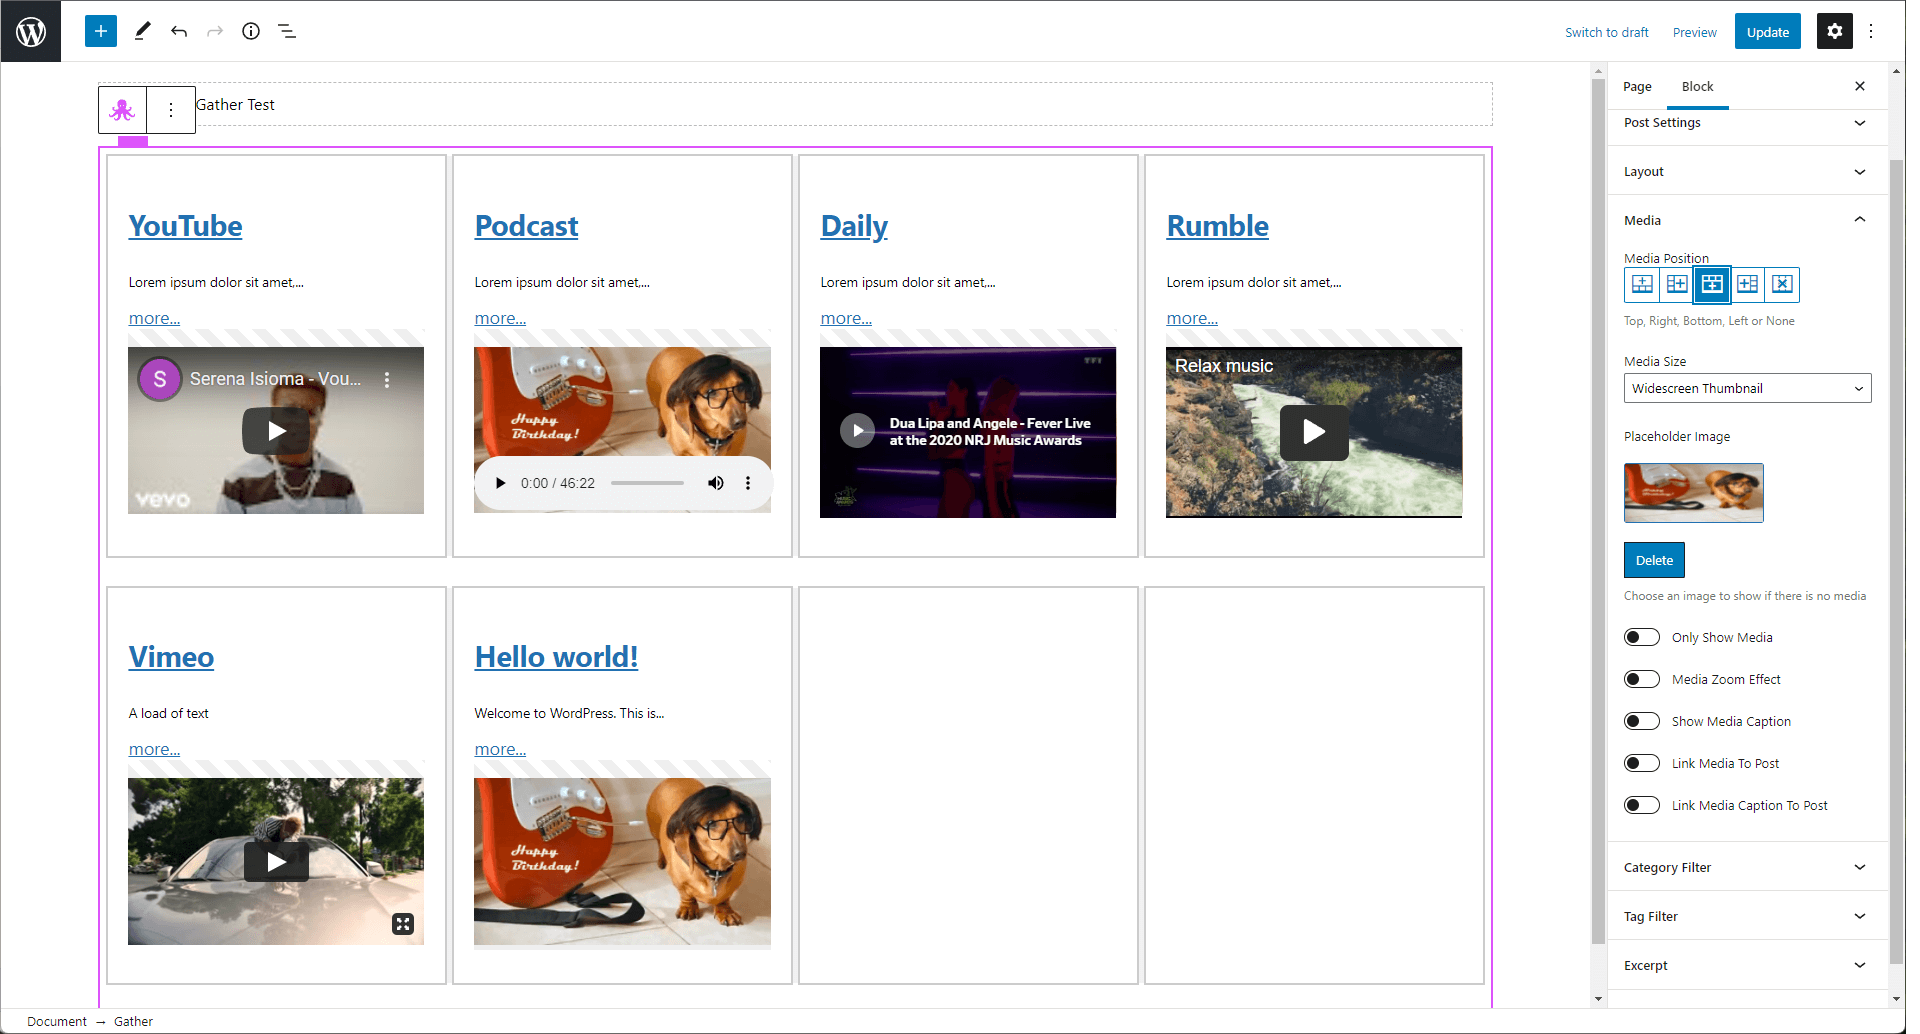 Switch to draft
Preview
Update
Gather Test
YouTube
Podcast
Daily
Rumble
Lorem ipsum dolor sit amet,...
Lorem ipsum dolor sit amet,...
Lorem ipsum dolor sit amet,...
Lorem ipsum dolor sit amet,...
more...
more...
more...
more...
S
Serena Isioma - You...
vevo
Happy
Birthday!
0:00 / 46:22
TF1
Dua Lipa and Angele - Fever Live
at the 2020 NRJ Music Awards
Relax music
Vimeo
Hello world!
A load of text
Welcome to WordPress. This is...
more...
more...
Happy
Birthday!
Page
Block
Post Settings
Layout
Media
Media Position
Top, Right, Bottom, Left or None
Media Size
Widescreen Thumbnail
Placeholder Image
Delete
Choose an image to show if there is no media
Only Show Media
Media Zoom Effect
Show Media Caption
Link Media To Post
Link Media Caption To Post
Category Filter
Tag Filter
Excerpt
Document → Gather